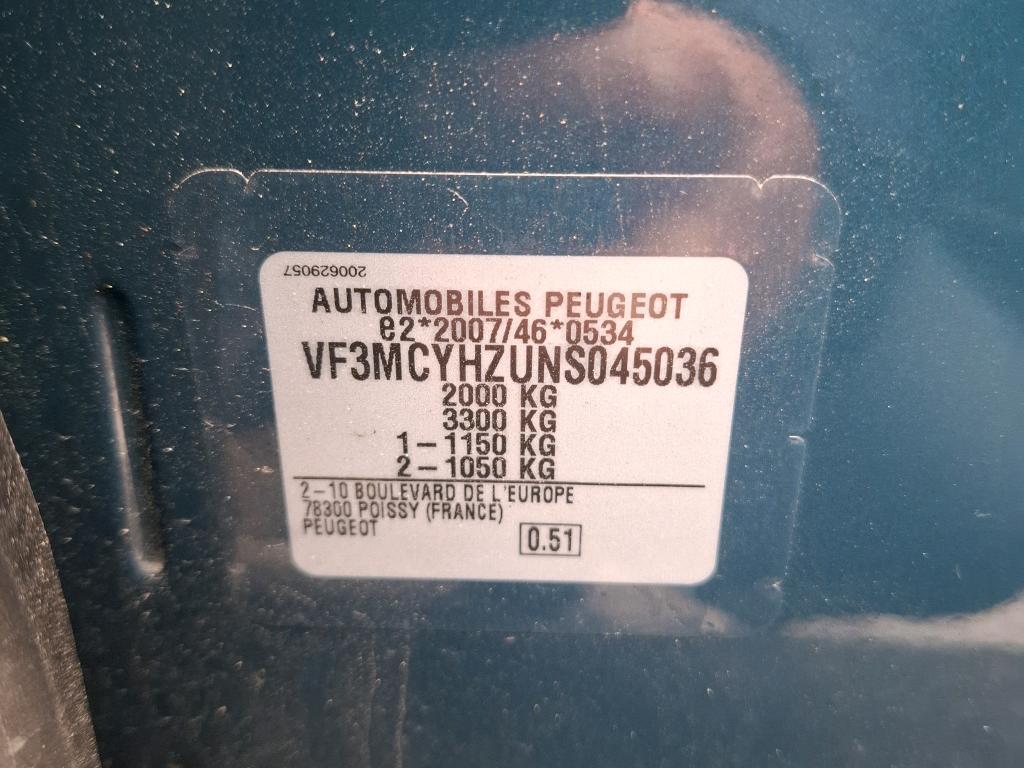 200629057
AUTOMOBILES PEUGEOT
e2*2007/46*0534
VF3MCYHZUNS045036
2000 KG
3300 KG
1 – 1150 KG
2 – 1050 KG
2–10 BOULEVARD DE L'EUROPE
78300 POISSY (FRANCE)
PEUGEOT
0.51